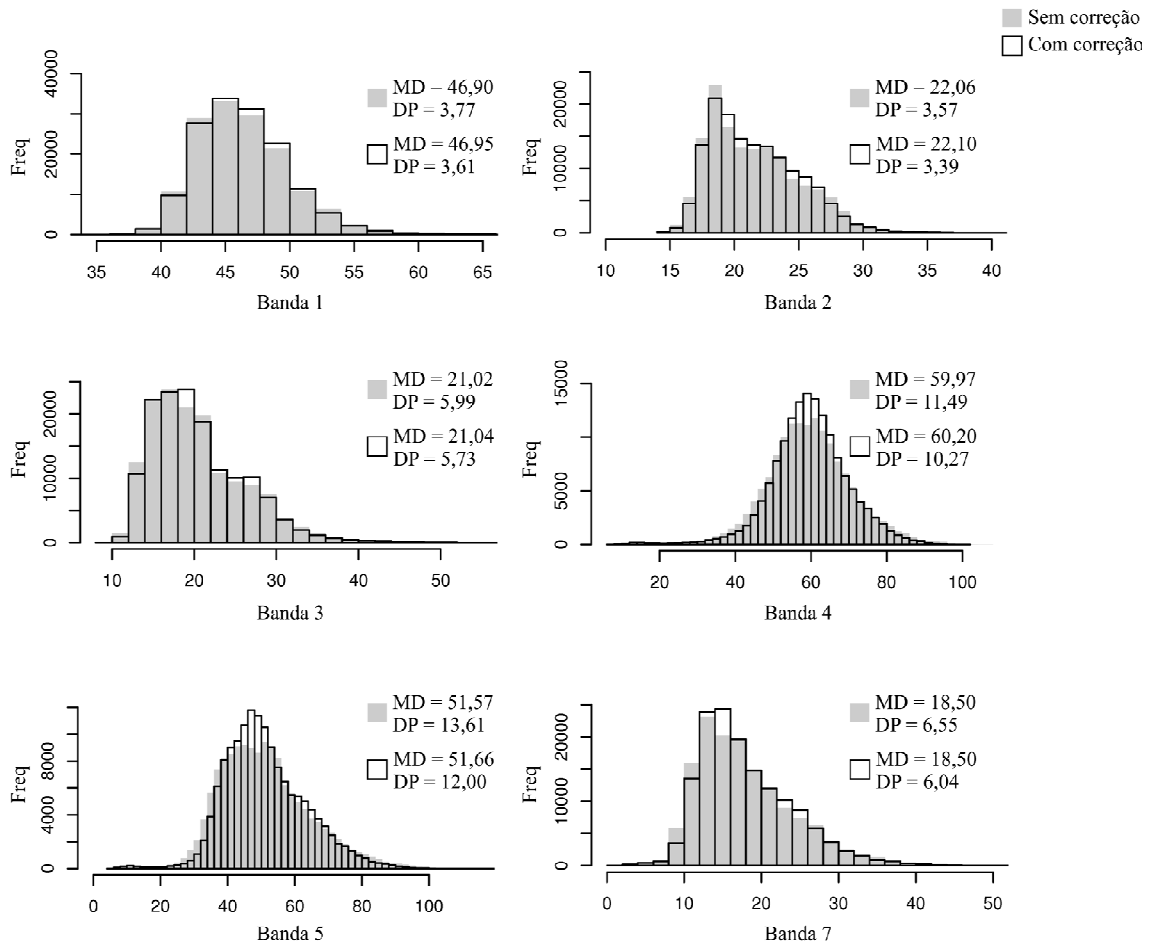 Sem correção
Com correção
MD – 46,90
DP = 3,77
MD = 46,95
DP = 3,61
Freq
0
20000
40000
35
40
45
50
55
60
65
Banda 1
MD – 22,06
DP = 3,57
MD = 22,10
DP = 3,39
Freq
0
10000
20000
10
15
20
25
30
35
40
Banda 2
MD = 21,02
DP = 5,99
MD = 21,04
DP – 5,73
Freq
0
10000
20000
10
20
30
40
50
Banda 3
MD = 59,97
DP = 11,49
MD = 60,20
DP – 10,27
Freq
0
5000
15000
20
40
60
80
100
Banda 4
MD = 51,57
DP = 13,61
MD = 51,66
DP = 12,00
Freq
0
4000
8000
0
20
40
60
80
100
Banda 5
MD = 18,50
DP = 6,55
MD = 18,50
DP = 6,04
Freq
0
10000
20000
0
10
20
30
40
50
Banda 7